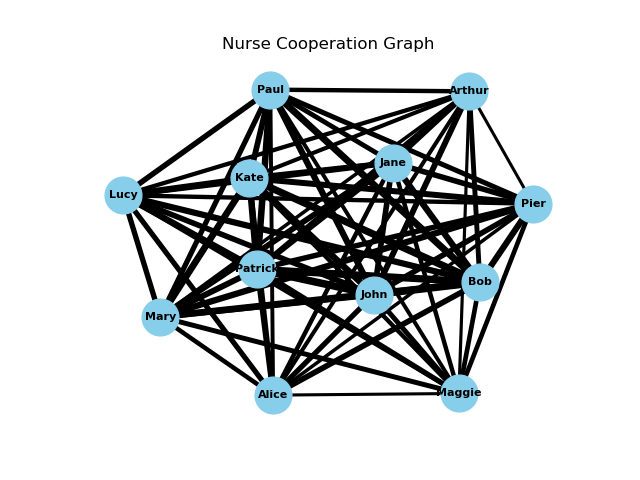 Nurse Cooperation Graph
Paul
Arthur
Jane
Kate
Lucy
Pier
Patrick
Bob
John
Mary
Alice
Maggie